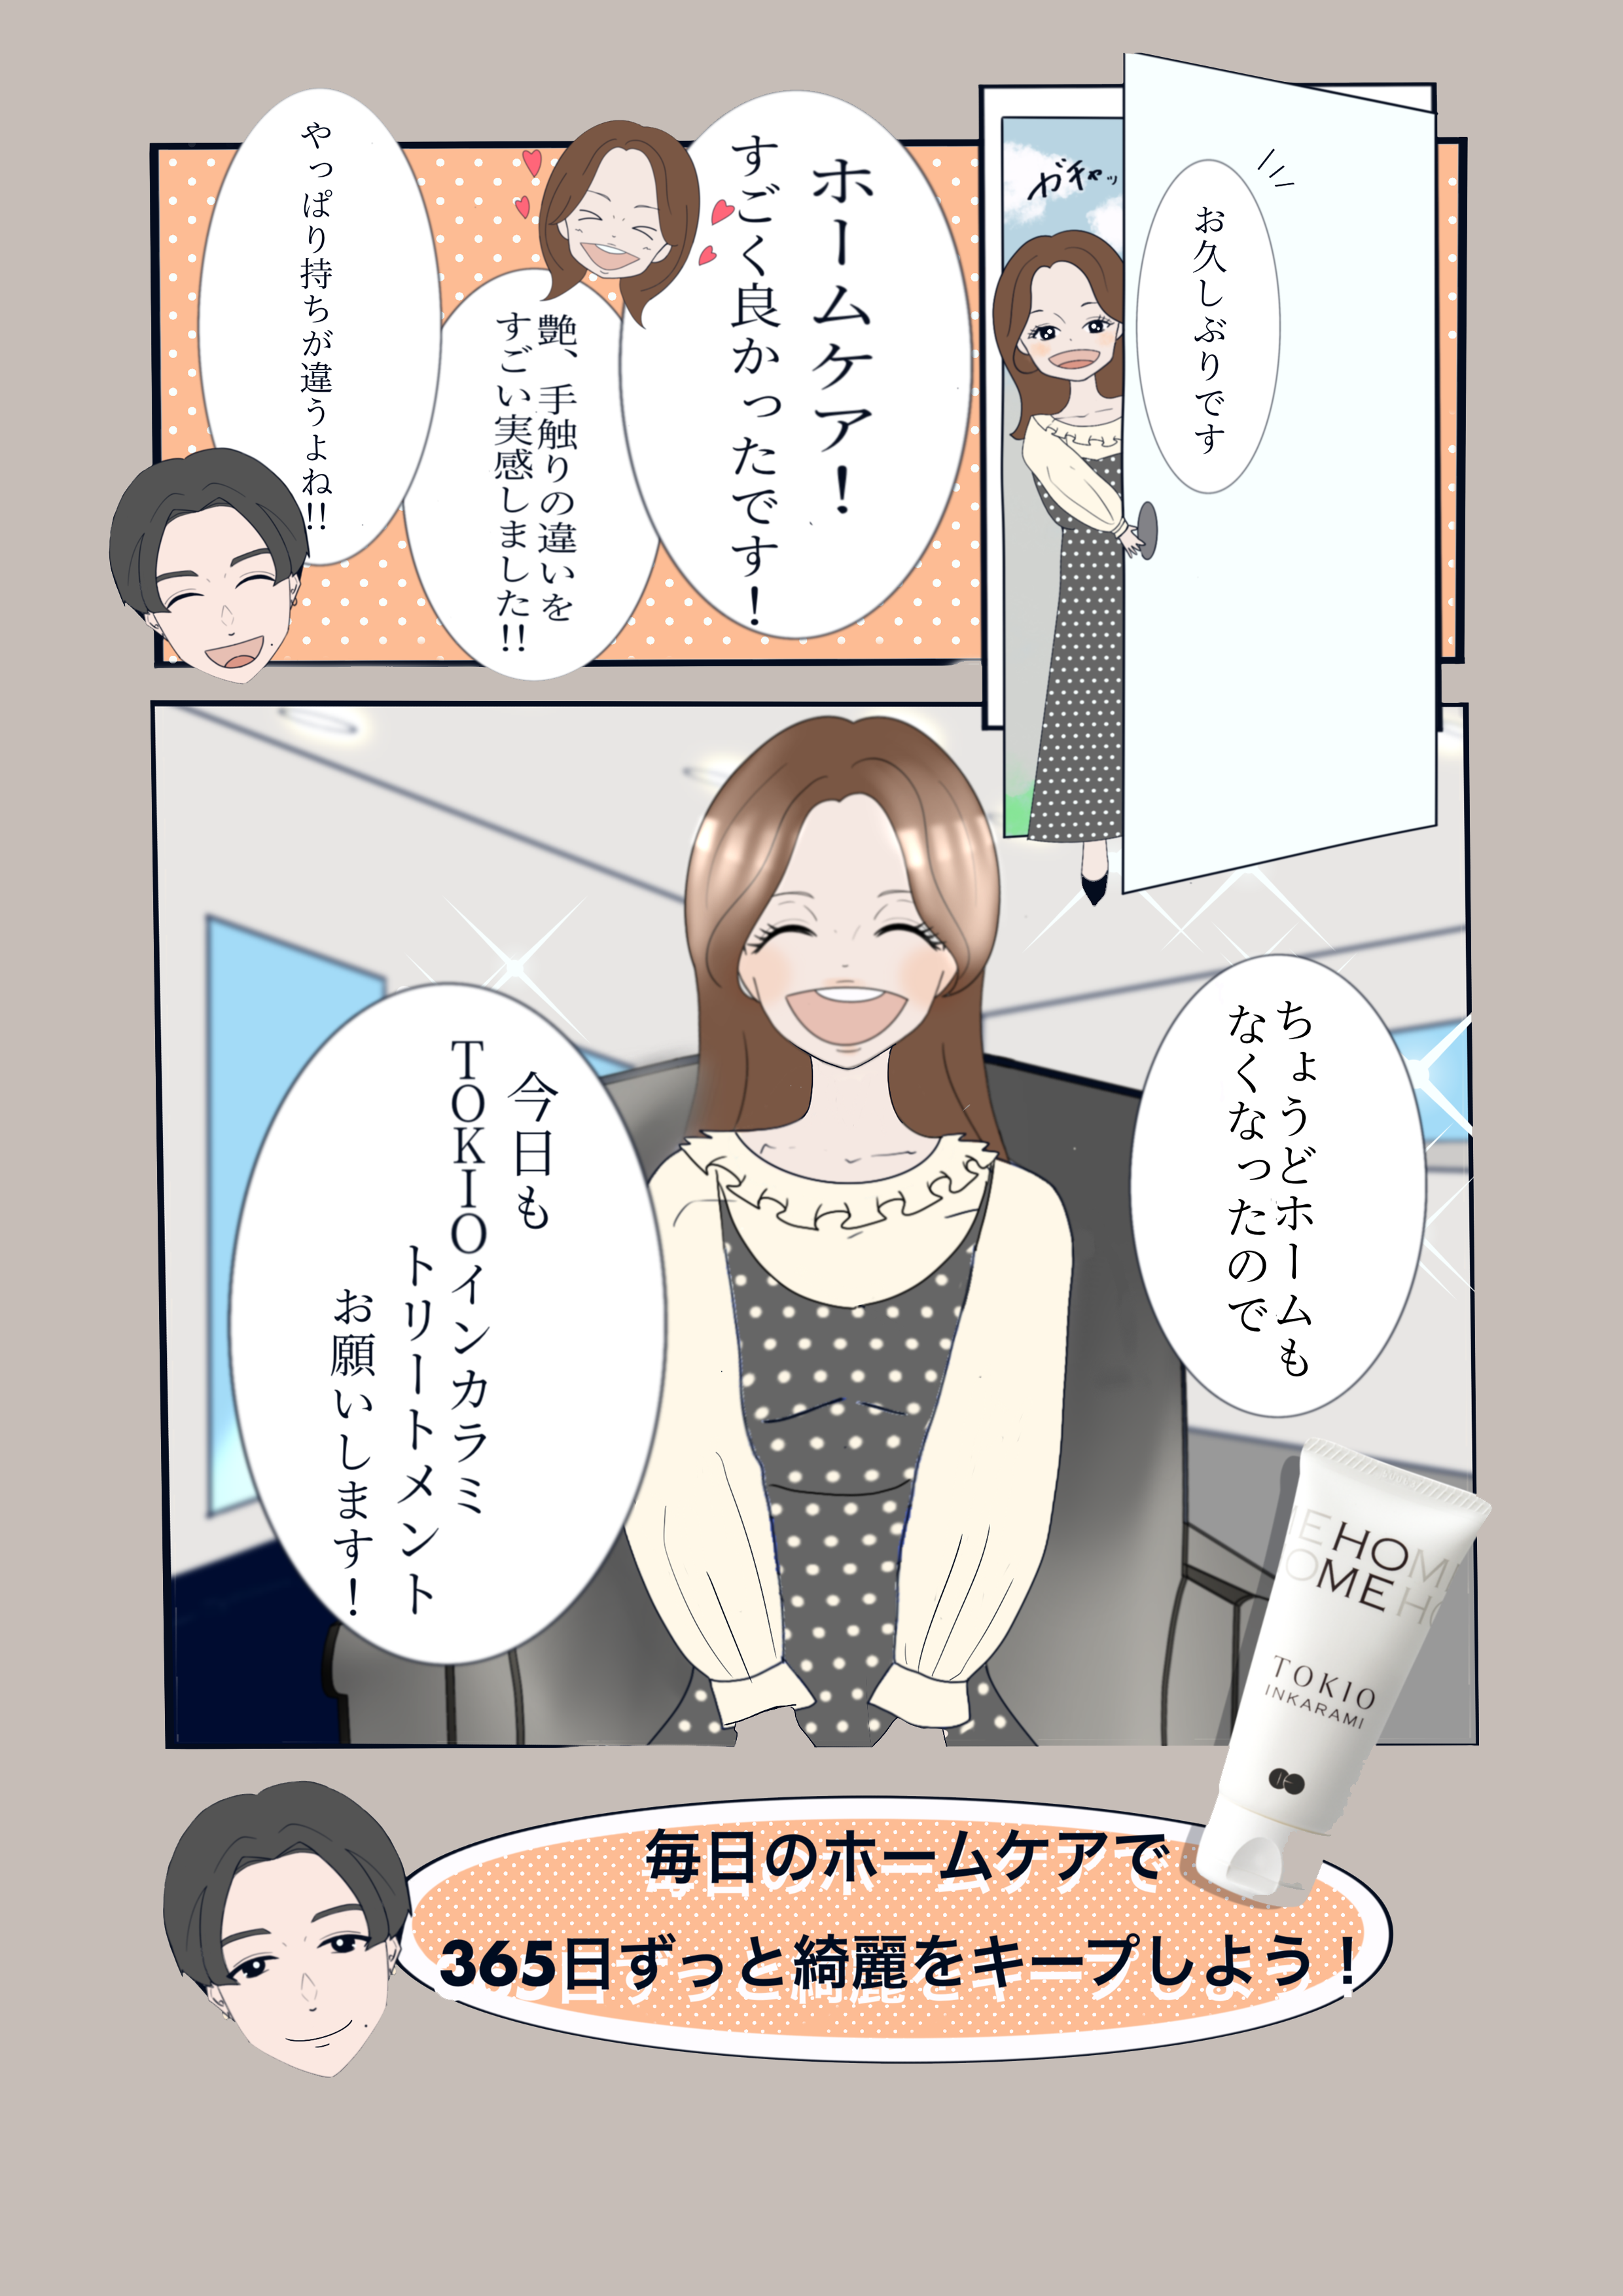 ガチャッ
お久しぶりです
ホームケア！
すごく良かったです！
艶、手触りの違いを
すごい実感しました!!
やっぱり持ちが違うよね!!
ちょうどホームも
なくなったので
今日も
TOKIOインカラミ
トリートメント
お願いします！
E HOM
OME HO
TOKIO
INKARAMI
毎日のホームケアで
365日ずっと綺麗をキープしよう！